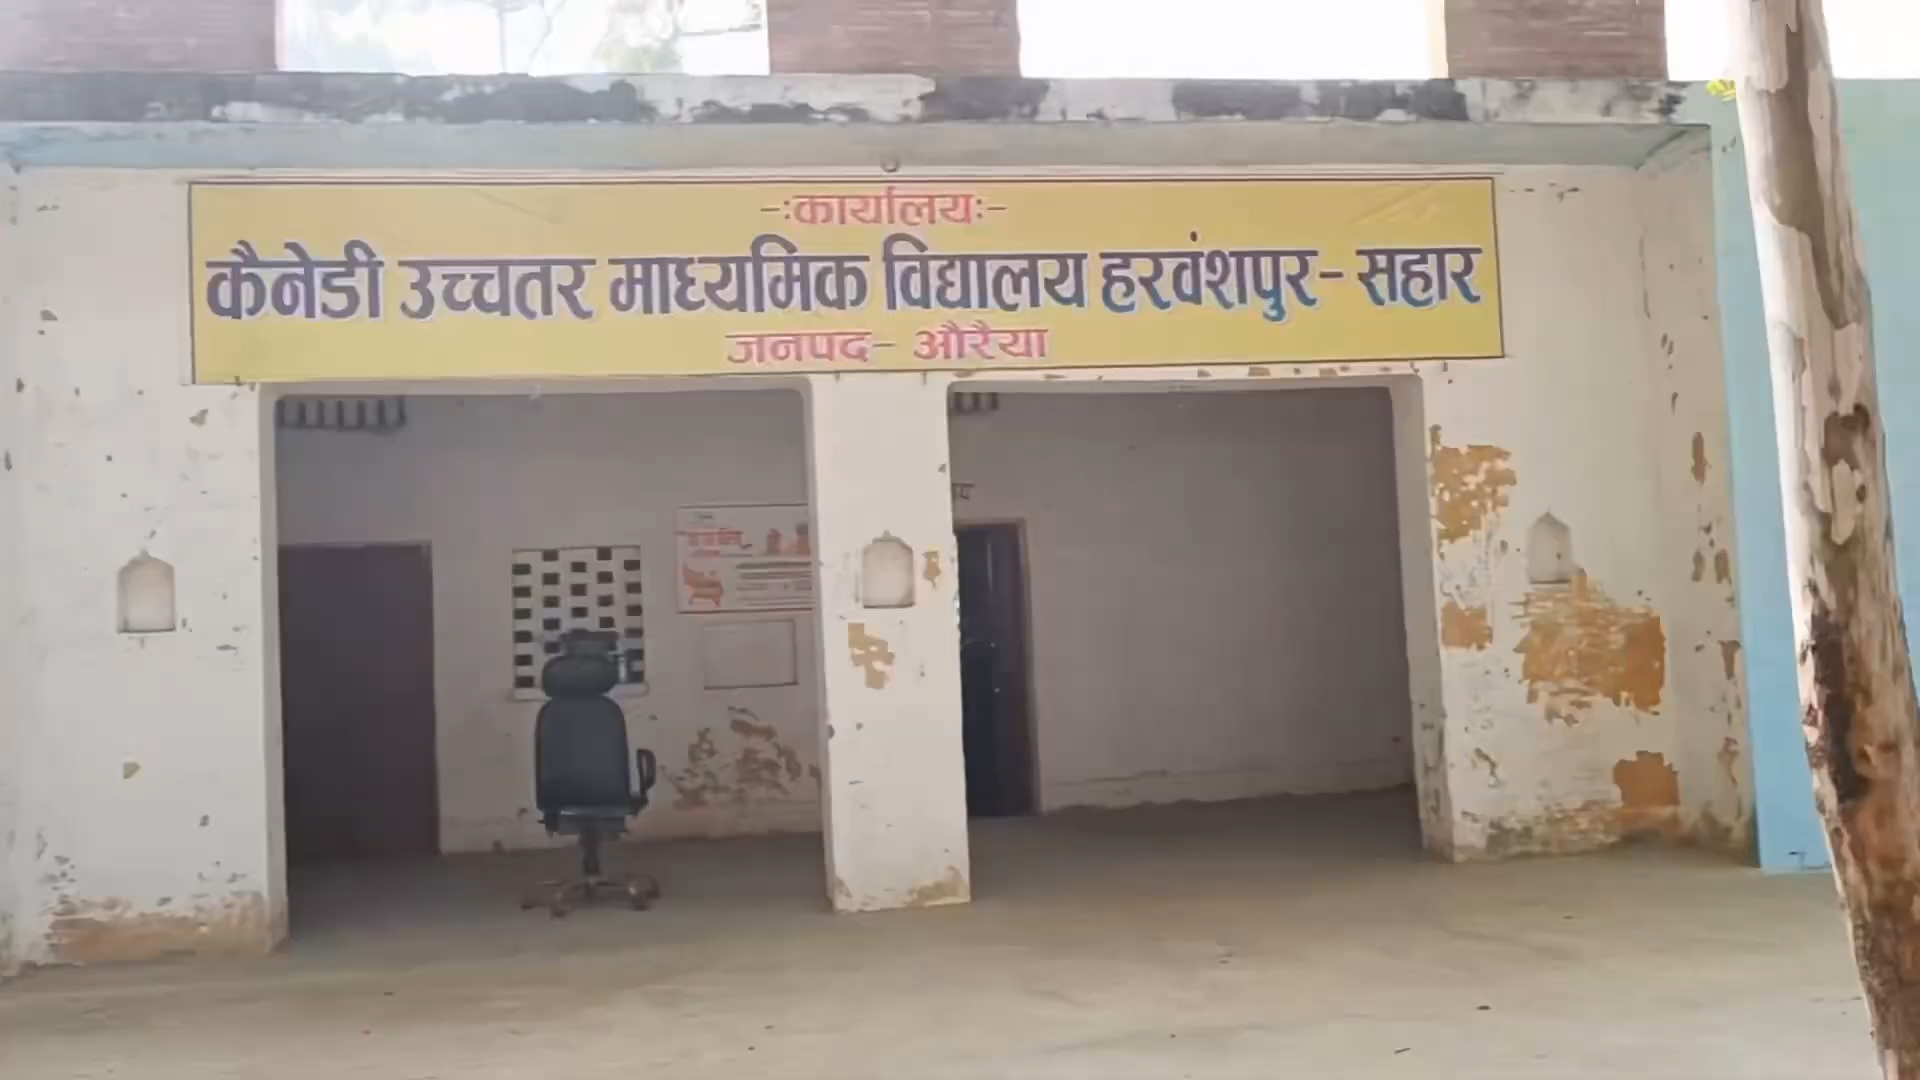 -:कार्यालय:-
कैनेडी उच्चतर माध्यमिक विद्यालय हरवंशपुर- सहार
जनपद- औरैया